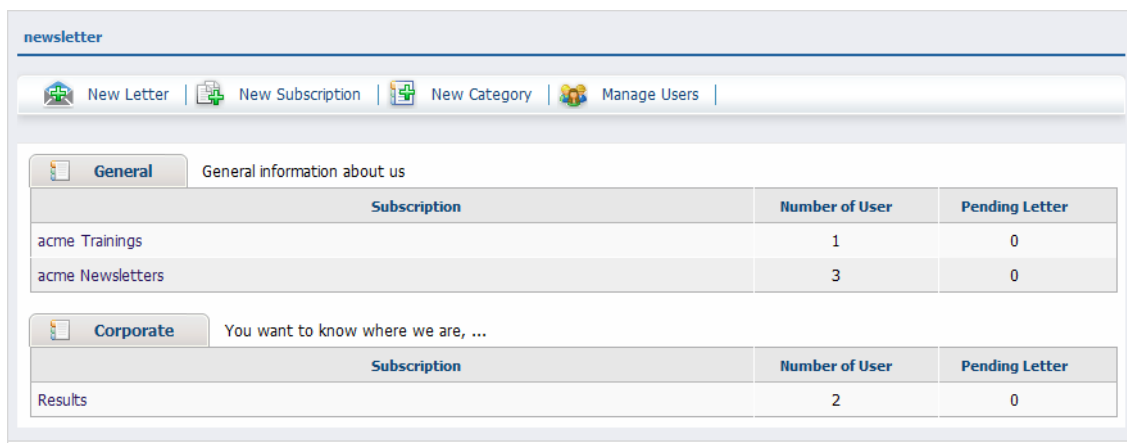 newsletter
New Letter | New Subscription | New Category | Manage Users |
General General information about us
Subscription Number of User Pending Letter
acme Trainings 1 0
acme Newsletters 3 0
Corporate You want to know where we are, ...
Subscription Number of User Pending Letter
Results 2 0